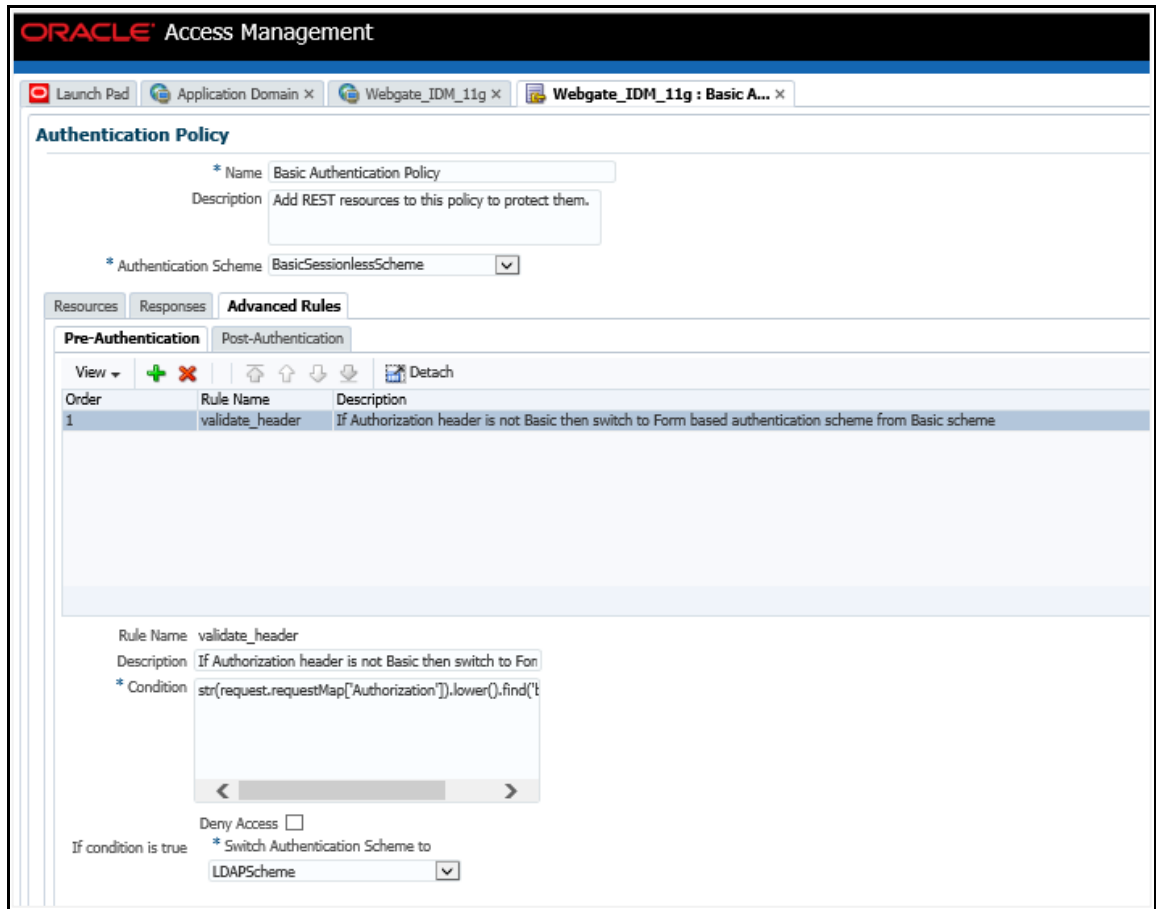 ORACLE® Access Management
Launch Pad Application Domain × Webgate_IDM_11g × Webgate_IDM_11g : Basic A... ×
Authentication Policy
* Name Basic Authentication Policy
Description Add REST resources to this policy to protect them.
* Authentication Scheme BasicSessionlessScheme
Resources Responses Advanced Rules
Pre-Authentication Post-Authentication
View Detach
Order Rule Name Description
1 validate_header If Authorization header is not Basic then switch to Form based authentication scheme from Basic scheme
Rule Name validate_header
Description If Authorization header is not Basic then switch to For
* Condition str(request.requestMap['Authorization']).lower().find('b
Deny Access
If condition is true * Switch Authentication Scheme to
LDAPScheme